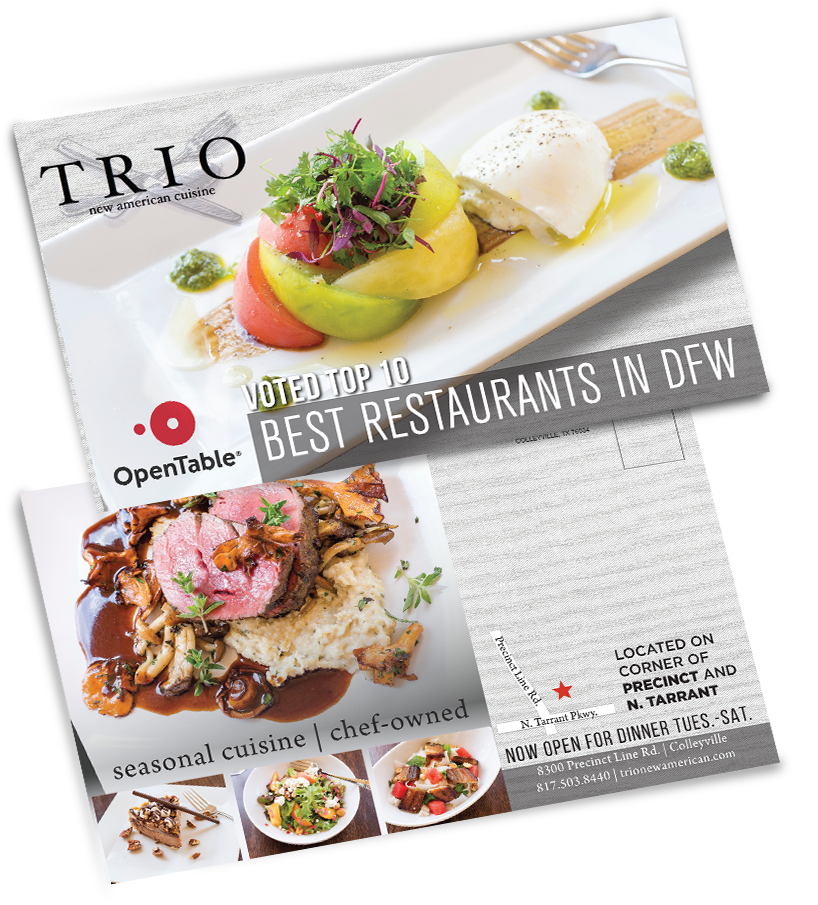 TRIO
new american cuisine
VOTED TOP 10
BEST RESTAURANTS IN DFW
OpenTable®
COLLEYVILLE, TX 76034
seasonal cuisine | chef-owned
Precinct Line Rd.
N. Tarrant Pkwy.
LOCATED ON
CORNER OF
PRECINCT AND
N. TARRANT
NOW OPEN FOR DINNER TUES.-SAT.
8300 Precinct Line Rd. | Colleyville
817.503.8440 | trionewamerican.com